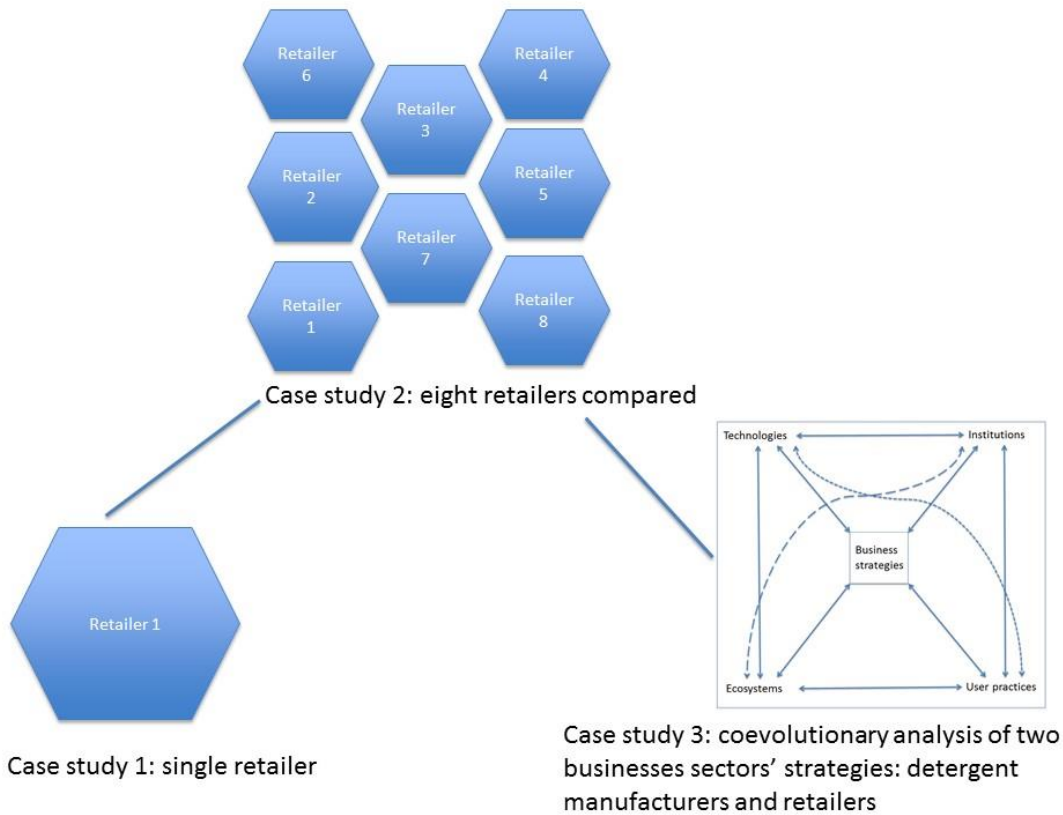 Retailer
6
Retailer
4
Retailer
3
Retailer
2
Retailer
5
Retailer
7
Retailer
1
Retailer
8
Case study 2: eight retailers compared
Technologies
Institutions
Business
strategies
Ecosystems
User practices
Retailer 1
Case study 1: single retailer
Case study 3: coevolutionary analysis of two
businesses sectors’ strategies: detergent
manufacturers and retailers